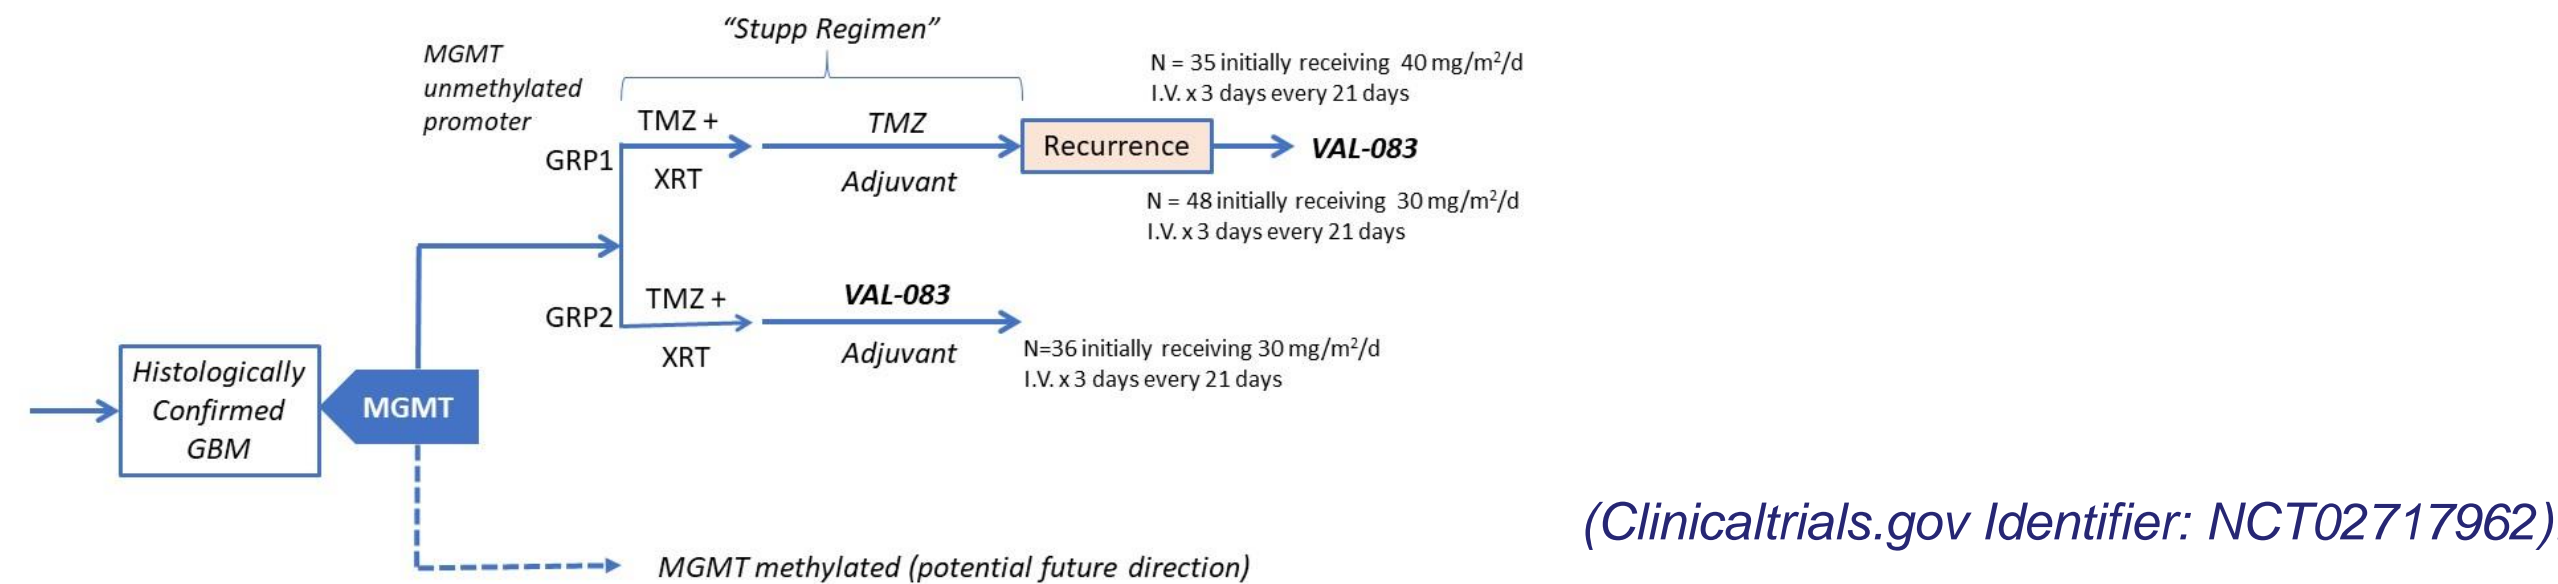 “Stupp Regimen”
MGMT
unmethylated
promoter
N = 35 initially receiving 40 mg/m²/d
I.V. x 3 days every 21 days
GRP1
TMZ +
XRT
TMZ
Adjuvant
Recurrence
VAL-083
N = 48 initially receiving 30 mg/m²/d
I.V. x 3 days every 21 days
GRP2
TMZ +
XRT
VAL-083
Adjuvant
N=36 initially receiving 30 mg/m²/d
I.V. x 3 days every 21 days
Histologically
Confirmed
GBM
MGMT
MGMT methylated (potential future direction)
(Clinicaltrials.gov Identifier: NCT02717962)